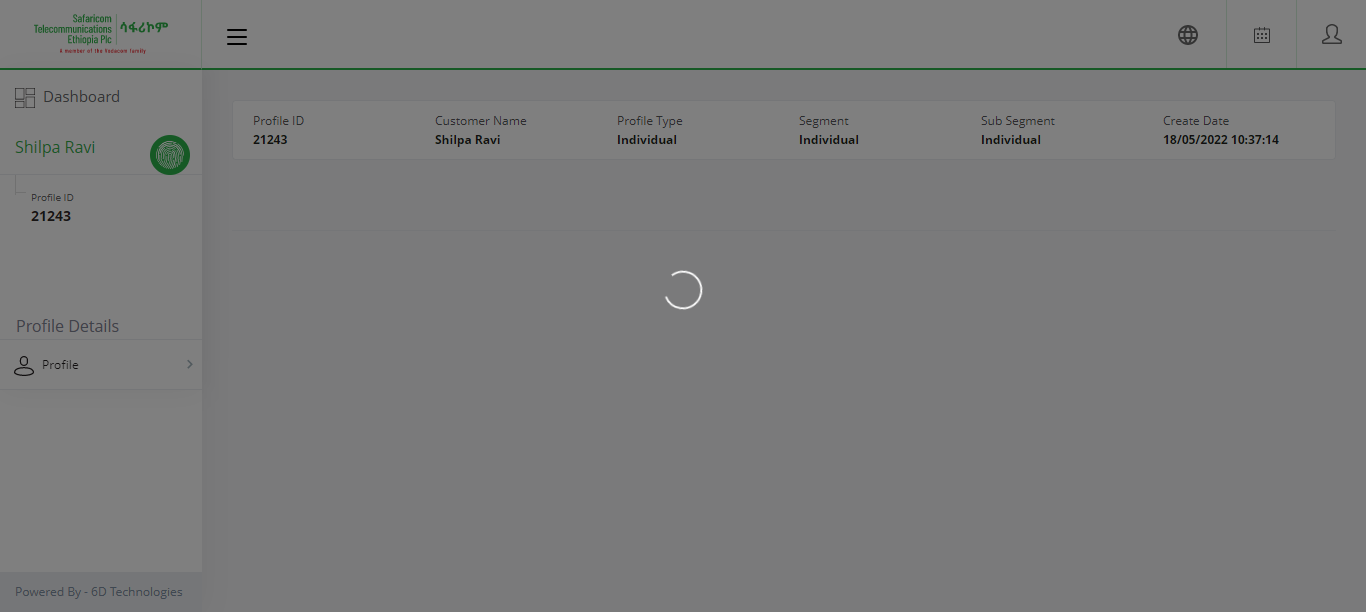 Safaricom
Telecommunications
Ethiopia Plc
ሳፋሪኮም
A member of the Vodacom family
Dashboard
Shilpa Ravi
Profile ID
21243
Profile Details
Profile
Powered By - 6D Technologies
Profile ID
21243
Customer Name
Shilpa Ravi
Profile Type
Individual
Segment
Individual
Sub Segment
Individual
Create Date
18/05/2022 10:37:14